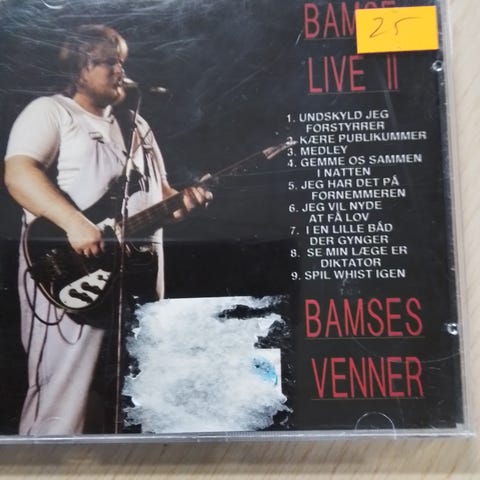 BAMSE
25
LIVE II
1. UNDSKYLD JEG
FORSTYRRER
2. KÆRE PUBLIKUMMER
3. MEDLEY
4. GEMME OS SAMMEN
I NATTEN
5. JEG HAR DET PÅ
FORNEMMEREN
6. JEG VIL NYDE
AT FÅ LOV
7. I EN LILLE BÅD
DER GYNGER
8. SE MIN LÆGE ER
DIKTATOR
9. SPIL WHIST IGEN
BAMSES
VENNER